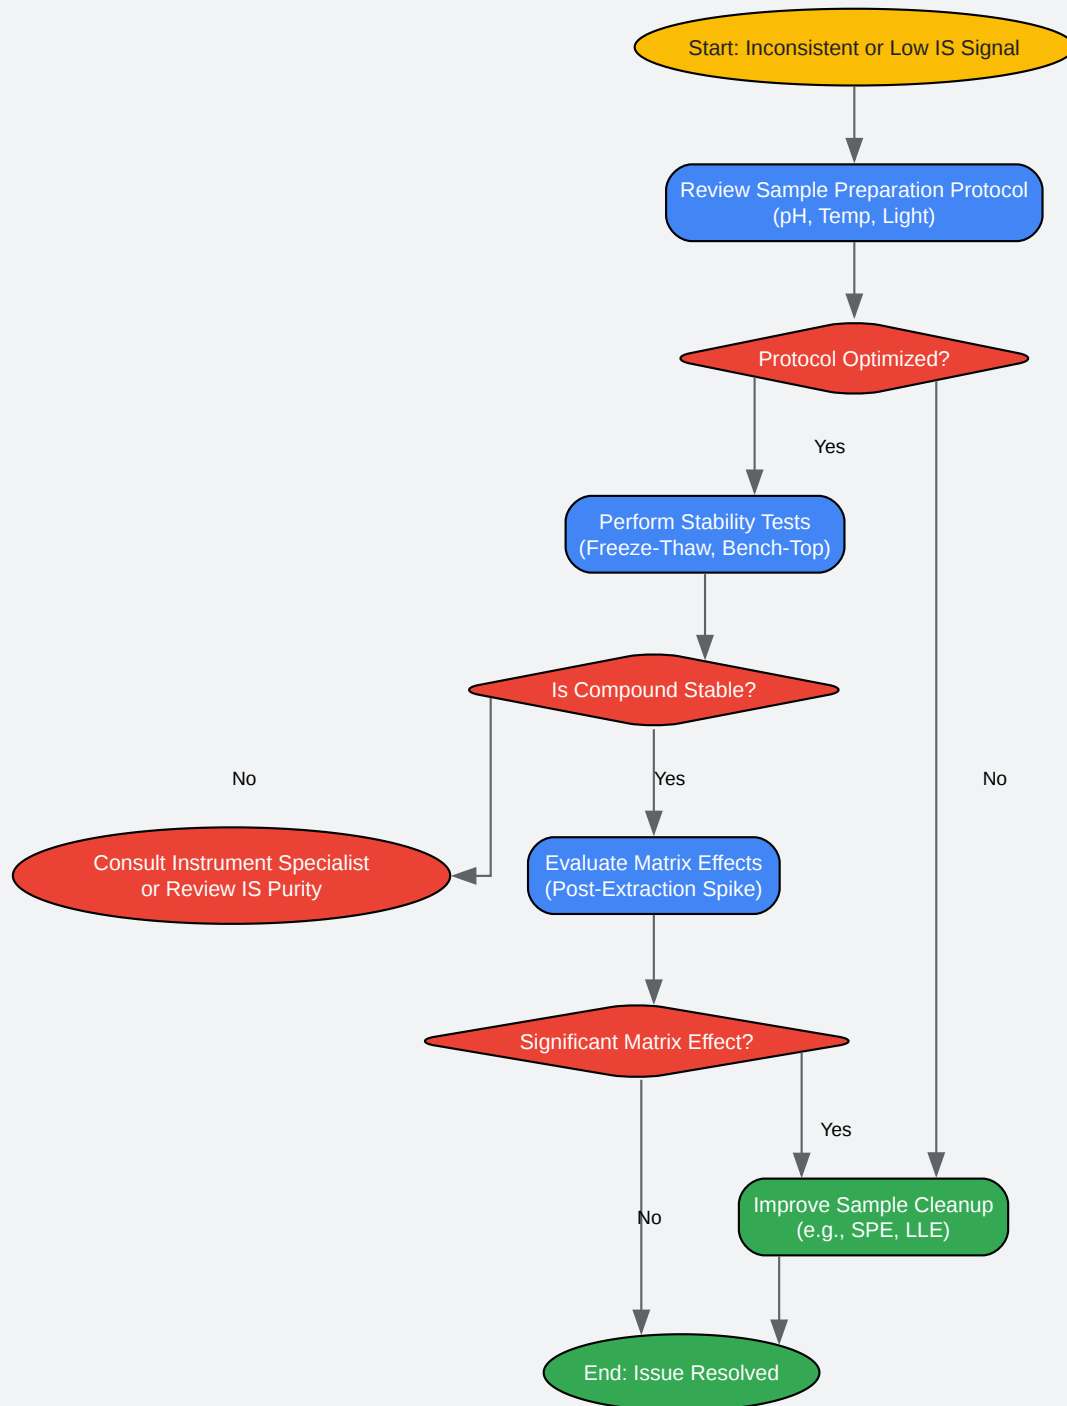 Start: Inconsistent or Low IS Signal
Review Sample Preparation Protocol
(pH, Temp, Light)
Protocol Optimized?
Yes
Perform Stability Tests
(Freeze-Thaw, Bench-Top)
Is Compound Stable?
No
Yes
No
Consult Instrument Specialist
or Review IS Purity
Evaluate Matrix Effects
(Post-Extraction Spike)
Significant Matrix Effect?
Yes
Improve Sample Cleanup
(e.g., SPE, LLE)
No
End: Issue Resolved